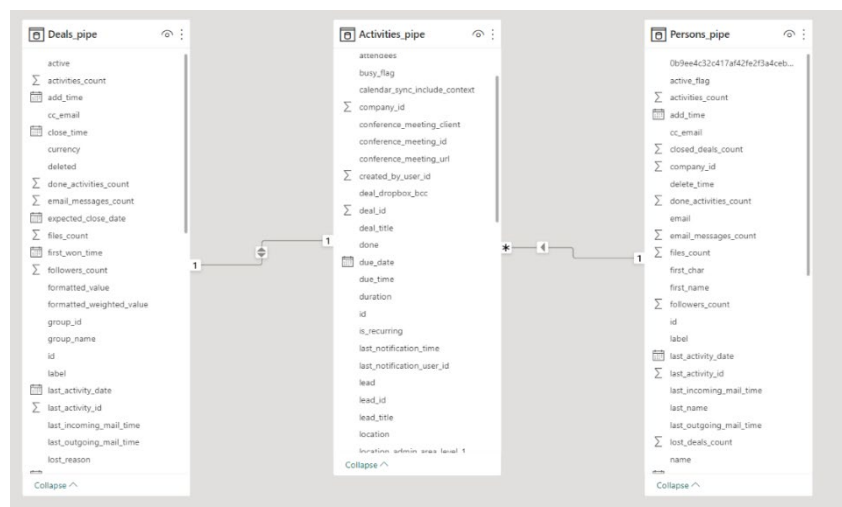 Deals_pipe
active
activities_count
add_time
cc_email
close_time
currency
deleted
done_activities_count
email_messages_count
expected_close_date
files_count
first_won_time
followers_count
formatted_value
formatted_weighted_value
group_id
group_name
id
label
last_activity_date
last_activity_id
last_incoming_mail_time
last_outgoing_mail_time
lost_reason
Collapse
1
1
Activities_pipe
attendees
busy_flag
calendar_sync_include_context
company_id
conference_meeting_client
conference_meeting_id
conference_meeting_url
created_by_user_id
deal_dropbox_bcc
deal_id
deal_title
done
due_date
due_time
duration
id
is_recurring
last_notification_time
last_notification_user_id
lead
lead_id
lead_title
location
location_admin_area_level_1
Collapse
*
1
Persons_pipe
0b9ee4c32c417af42fe2f3a4ceb...
active_flag
activities_count
add_time
cc_email
closed_deals_count
company_id
delete_time
done_activities_count
email
email_messages_count
files_count
first_char
first_name
followers_count
id
label
last_activity_date
last_activity_id
last_incoming_mail_time
last_name
last_outgoing_mail_time
lost_deals_count
name
Collapse